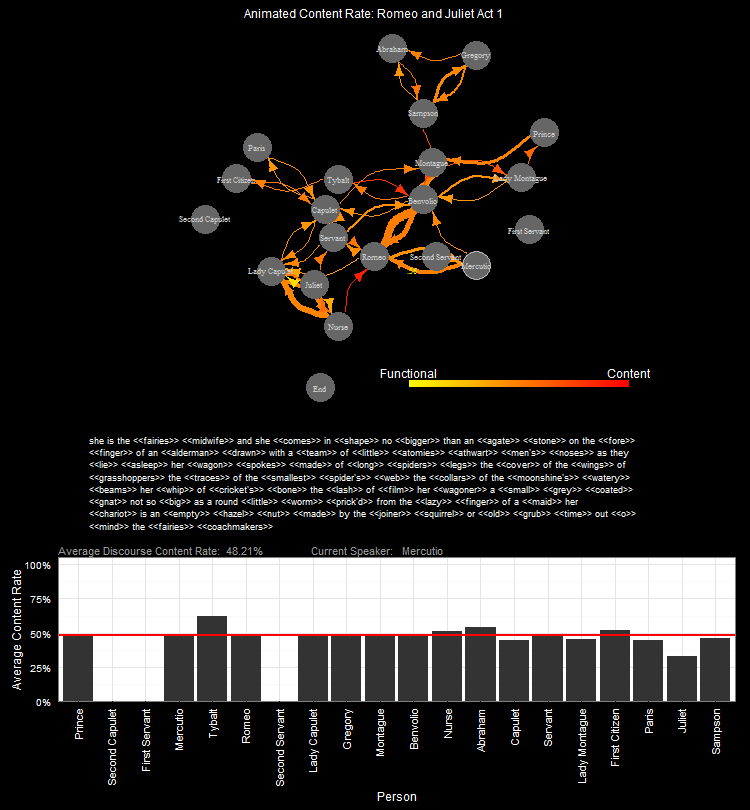 Animated Content Rate: Romeo and Juliet Act 1
Abraham
Gregory
Sampson
Prince
Paris
Montague
First Citizen
Tybalt
Lady Montague
Benvolio
Capulet
Second Capulet
First Servant
Servant
Romeo
Second Servant
Mercutio
Lady Capulet
Juliet
Nurse
End
Functional Content
she is the <<fairies>> <<midwife>> and she <<comes>> in <<shape>> no <<bigger>> than an <<agate>> <<stone>> on the <<fore>>
<<finger>> of an <<alderman>> <<drawn>> with a <<team>> of <<little>> <<atomies>> <<athwart>> <<men's>> <<noses>> as they
<<lie>> <<asleep>> her <<wagon>> <<spokes>> <<made>> of <<long>> <<spiders>> <<legs>> the <<cover>> of the <<wings>> of
<<grasshoppers>> the <<traces>> of the <<smallest>> <<spider's>> <<web>> the <<collars>> of the <<moonshine's>> <<watery>>
<<beams>> her <<whip>> of <<cricket's>> <<bone>> the <<lash>> of <<film>> her <<wagoner>> a <<small>> <<grey>> <<coated>>
<<gnat>> not so <<big>> as a round <<little>> <<worm>> <<prick'd>> from the <<lazy>> <<finger>> of a <<maid>> her
<<chariot>> is an <<empty>> <<hazel>> <<nut>> <<made>> by the <<joiner>> <<squirrel>> or <<old>> <<grub>> <<time>> out <<o>>
<<mind>> the <<fairies>> <<coachmakers>>
Average Discourse Content Rate: 48.21% Current Speaker: Mercutio
Average Content Rate
100%
75%
50%
25%
0%
Prince
Second Capulet
First Servant
Mercutio
Tybalt
Romeo
Second Servant
Lady Capulet
Gregory
Montague
Benvolio
Nurse
Abraham
Capulet
Servant
Lady Montague
First Citizen
Paris
Juliet
Sampson
Person